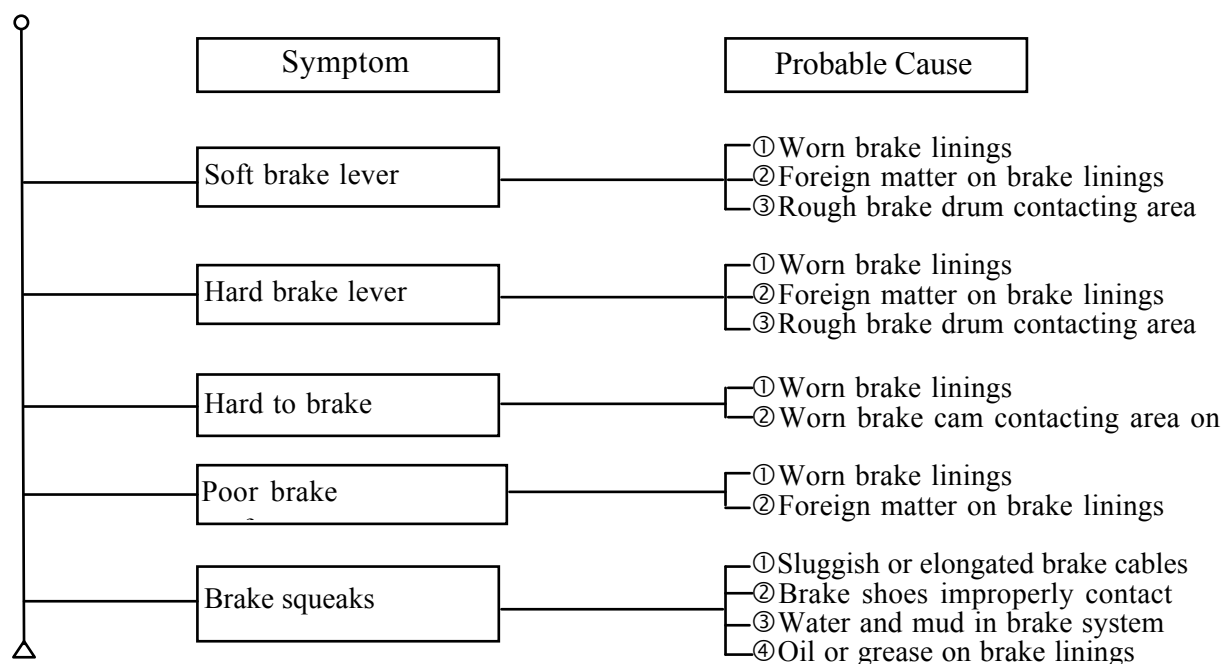 Symptom
Probable Cause
Soft brake lever
①Worn brake linings
②Foreign matter on brake linings
③Rough brake drum contacting area
Hard brake lever
①Worn brake linings
②Foreign matter on brake linings
③Rough brake drum contacting area
Hard to brake
①Worn brake linings
②Worn brake cam contacting area on
Poor brake
①Worn brake linings
②Foreign matter on brake linings
Brake squeaks
①Sluggish or elongated brake cables
②Brake shoes improperly contact
③Water and mud in brake system
④Oil or grease on brake linings